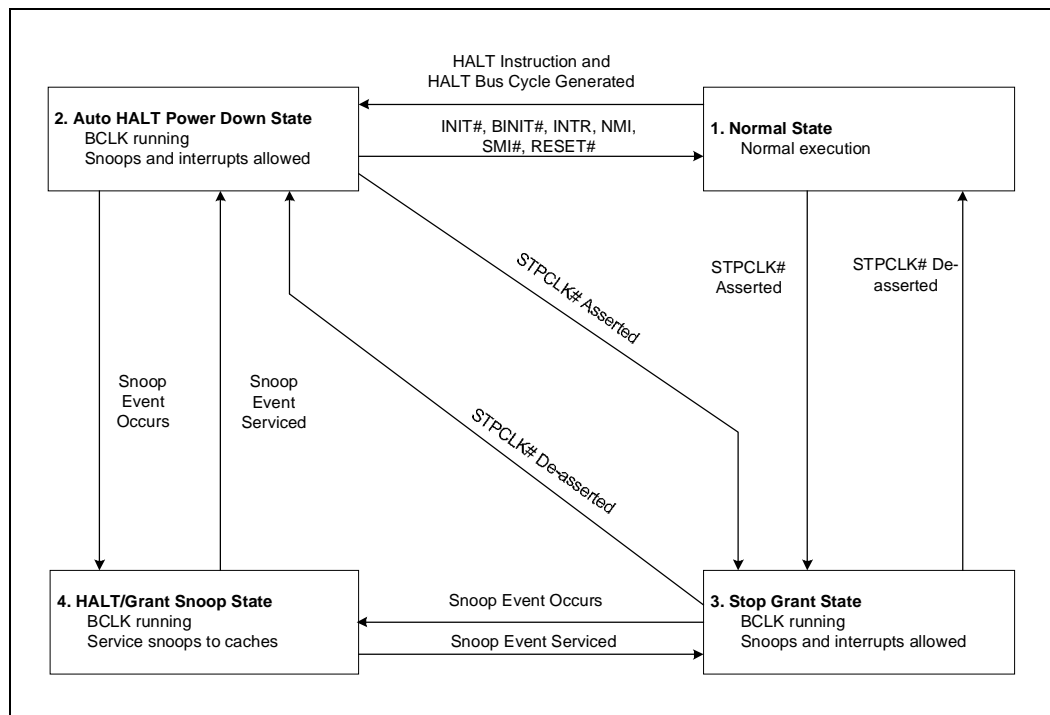 HALT Instruction and
HALT Bus Cycle Generated
2. Auto HALT Power Down State
BCLK running
Snoops and interrupts allowed
INIT#, BINIT#, INTR, NMI,
SMI#, RESET#
1. Normal State
Normal execution
STPCLK# Asserted
STPCLK#
Asserted
STPCLK# De-
asserted
Snoop
Event
Occurs
Snoop
Event
Serviced
STPCLK# De-asserted
4. HALT/Grant Snoop State
BCLK running
Service snoops to caches
Snoop Event Occurs
Snoop Event Serviced
3. Stop Grant State
BCLK running
Snoops and interrupts allowed